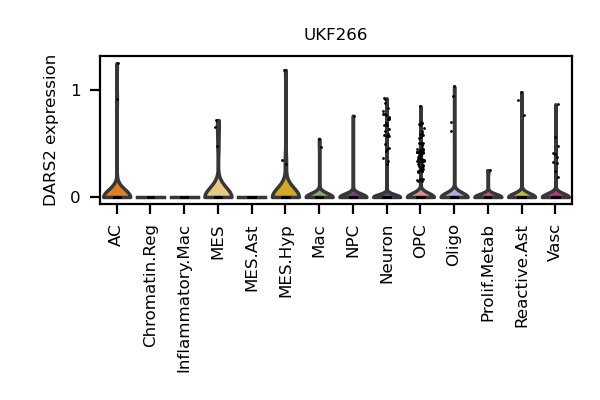 UKF266
DARS2 expression
1
0
AC
Chromatin.Reg
Inflammatory.Mac
MES
MES.Ast
MES.Hyp
Mac
NPC
Neuron
OPC
Oligo
Prolif.Metab
Reactive.Ast
Vasc